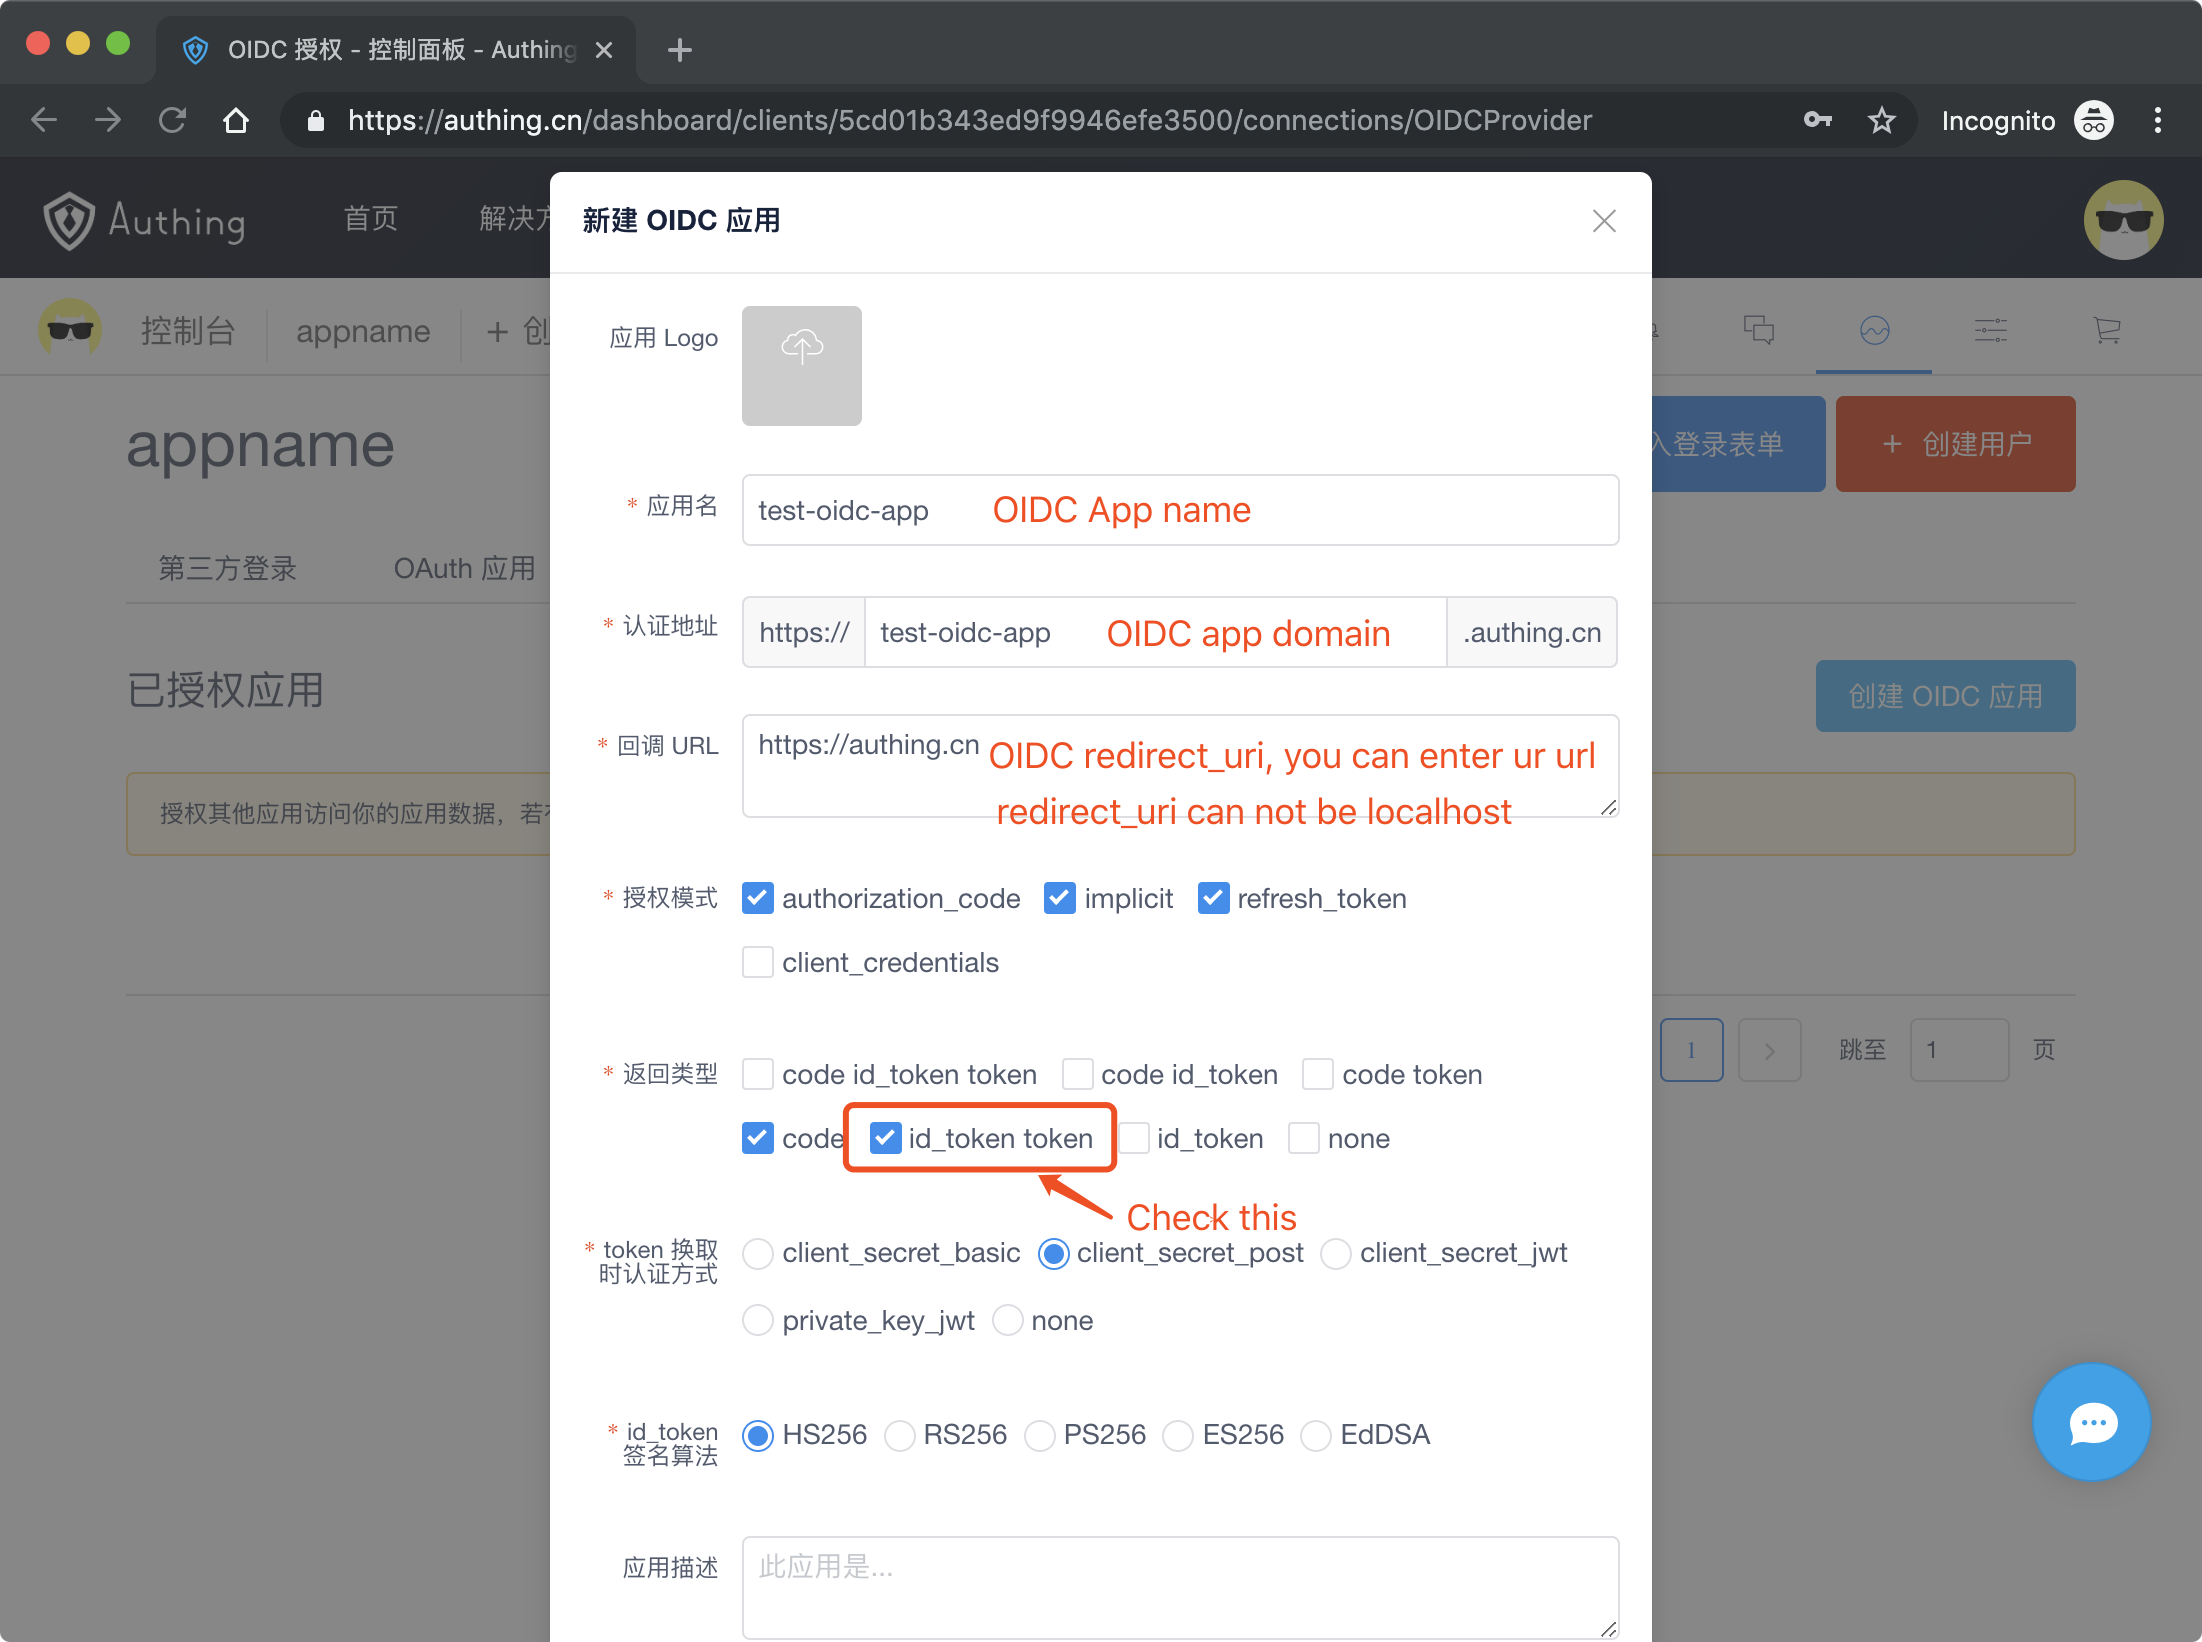 OIDC 授权 - 控制面板 - Authing
https://authing.cn/dashboard/clients/5cd01b343ed9f9946efe3500/connections/OIDCProvider
Incognito
Authing
首页
解决方
控制台
appname
+ 创
appname
入登录表单
+ 创建用户
第三方登录
OAuth 应用
已授权应用
创建 OIDC 应用
授权其他应用访问你的应用数据，若
1
跳至
1
页
新建 OIDC 应用
应用 Logo
* 应用名
test-oidc-app
OIDC App name
* 认证地址
https://
test-oidc-app
OIDC app domain
.authing.cn
* 回调 URL
https://authing.cn
OIDC redirect_uri, you can enter ur url
redirect_uri can not be localhost
* 授权模式
authorization_code implicit refresh_token
client_credentials
* 返回类型
code id_token token code id_token code token
code id_token token id_token none
Check this
* token 换取
时认证方式
client_secret_basic client_secret_post client_secret_jwt
private_key_jwt none
* id_token
签名算法
HS256 RS256 PS256 ES256 EdDSA
应用描述
此应用是...